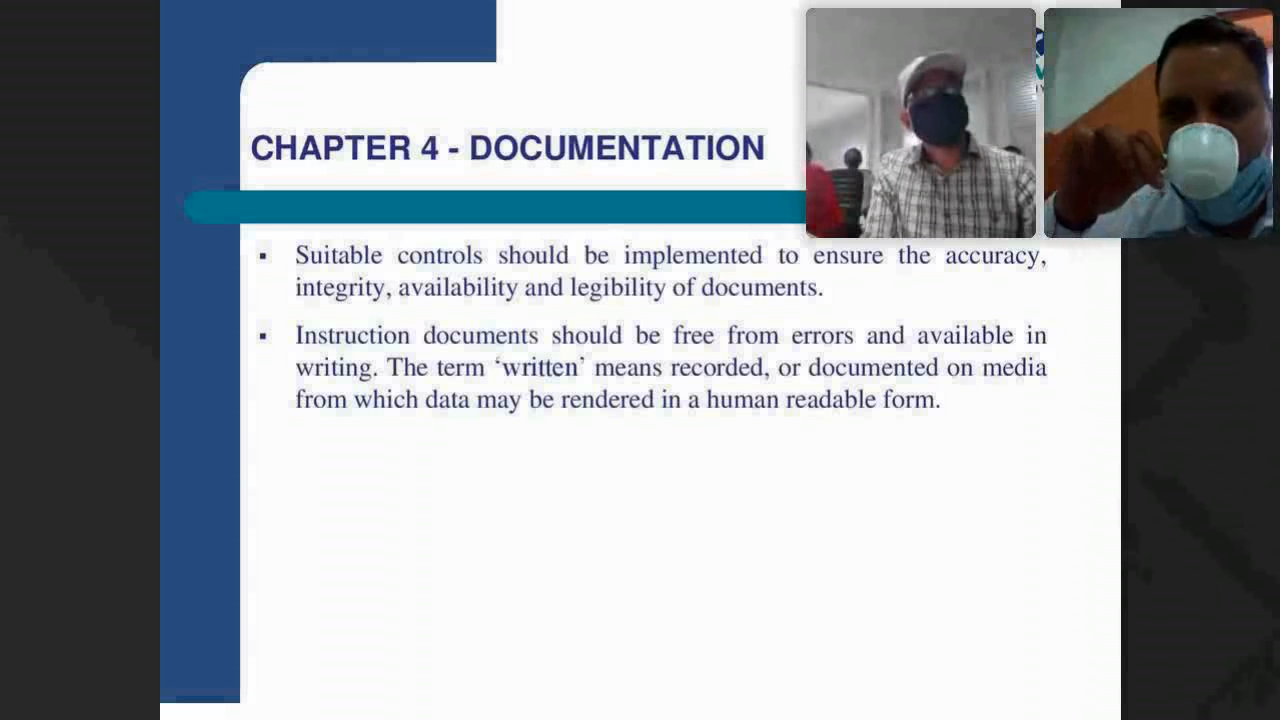 CHAPTER 4 - DOCUMENTATION
▪ Suitable controls should be implemented to ensure the accuracy,
integrity, availability and legibility of documents.
▪ Instruction documents should be free from errors and available in
writing. The term ‘written’ means recorded, or documented on media
from which data may be rendered in a human readable form.